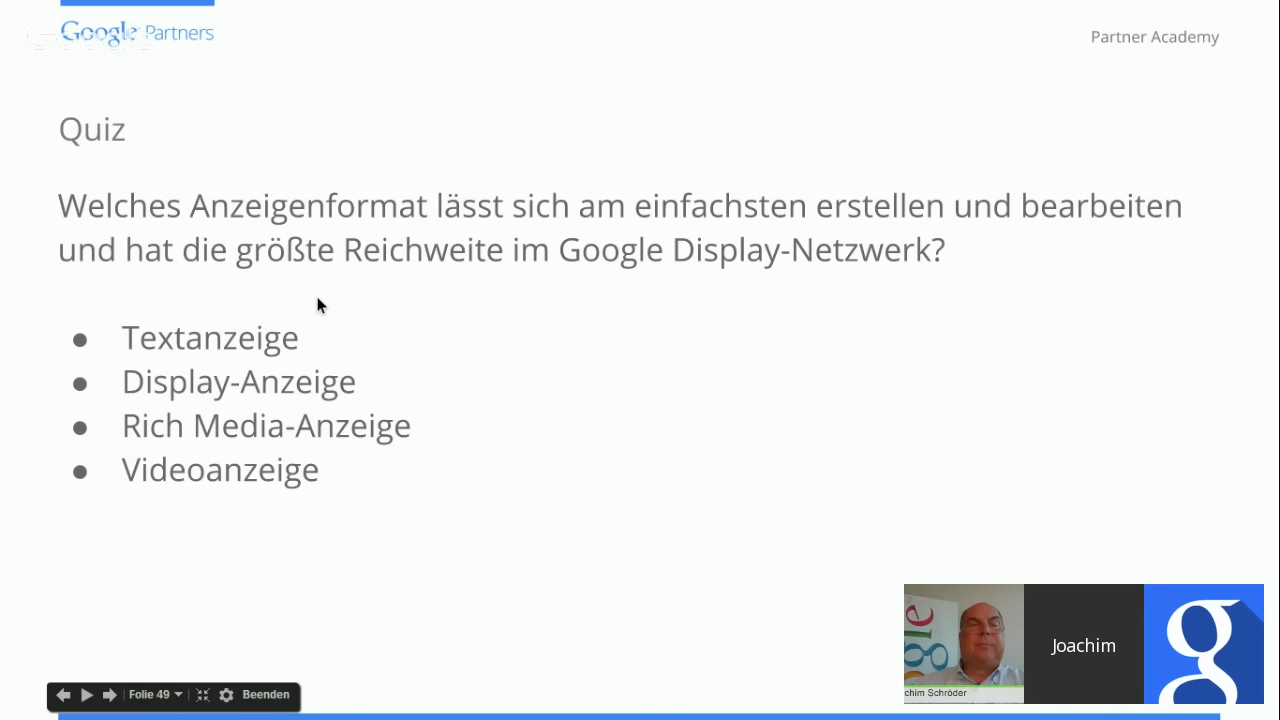 Google Partners
Partner Academy
Quiz
Welches Anzeigenformat lässt sich am einfachsten erstellen und bearbeiten
und hat die größte Reichweite im Google Display-Netzwerk?
● Textanzeige
● Display-Anzeige
● Rich Media-Anzeige
● Videoanzeige
gle
Joachim
g
chim Schröder
Folie 49
Beenden